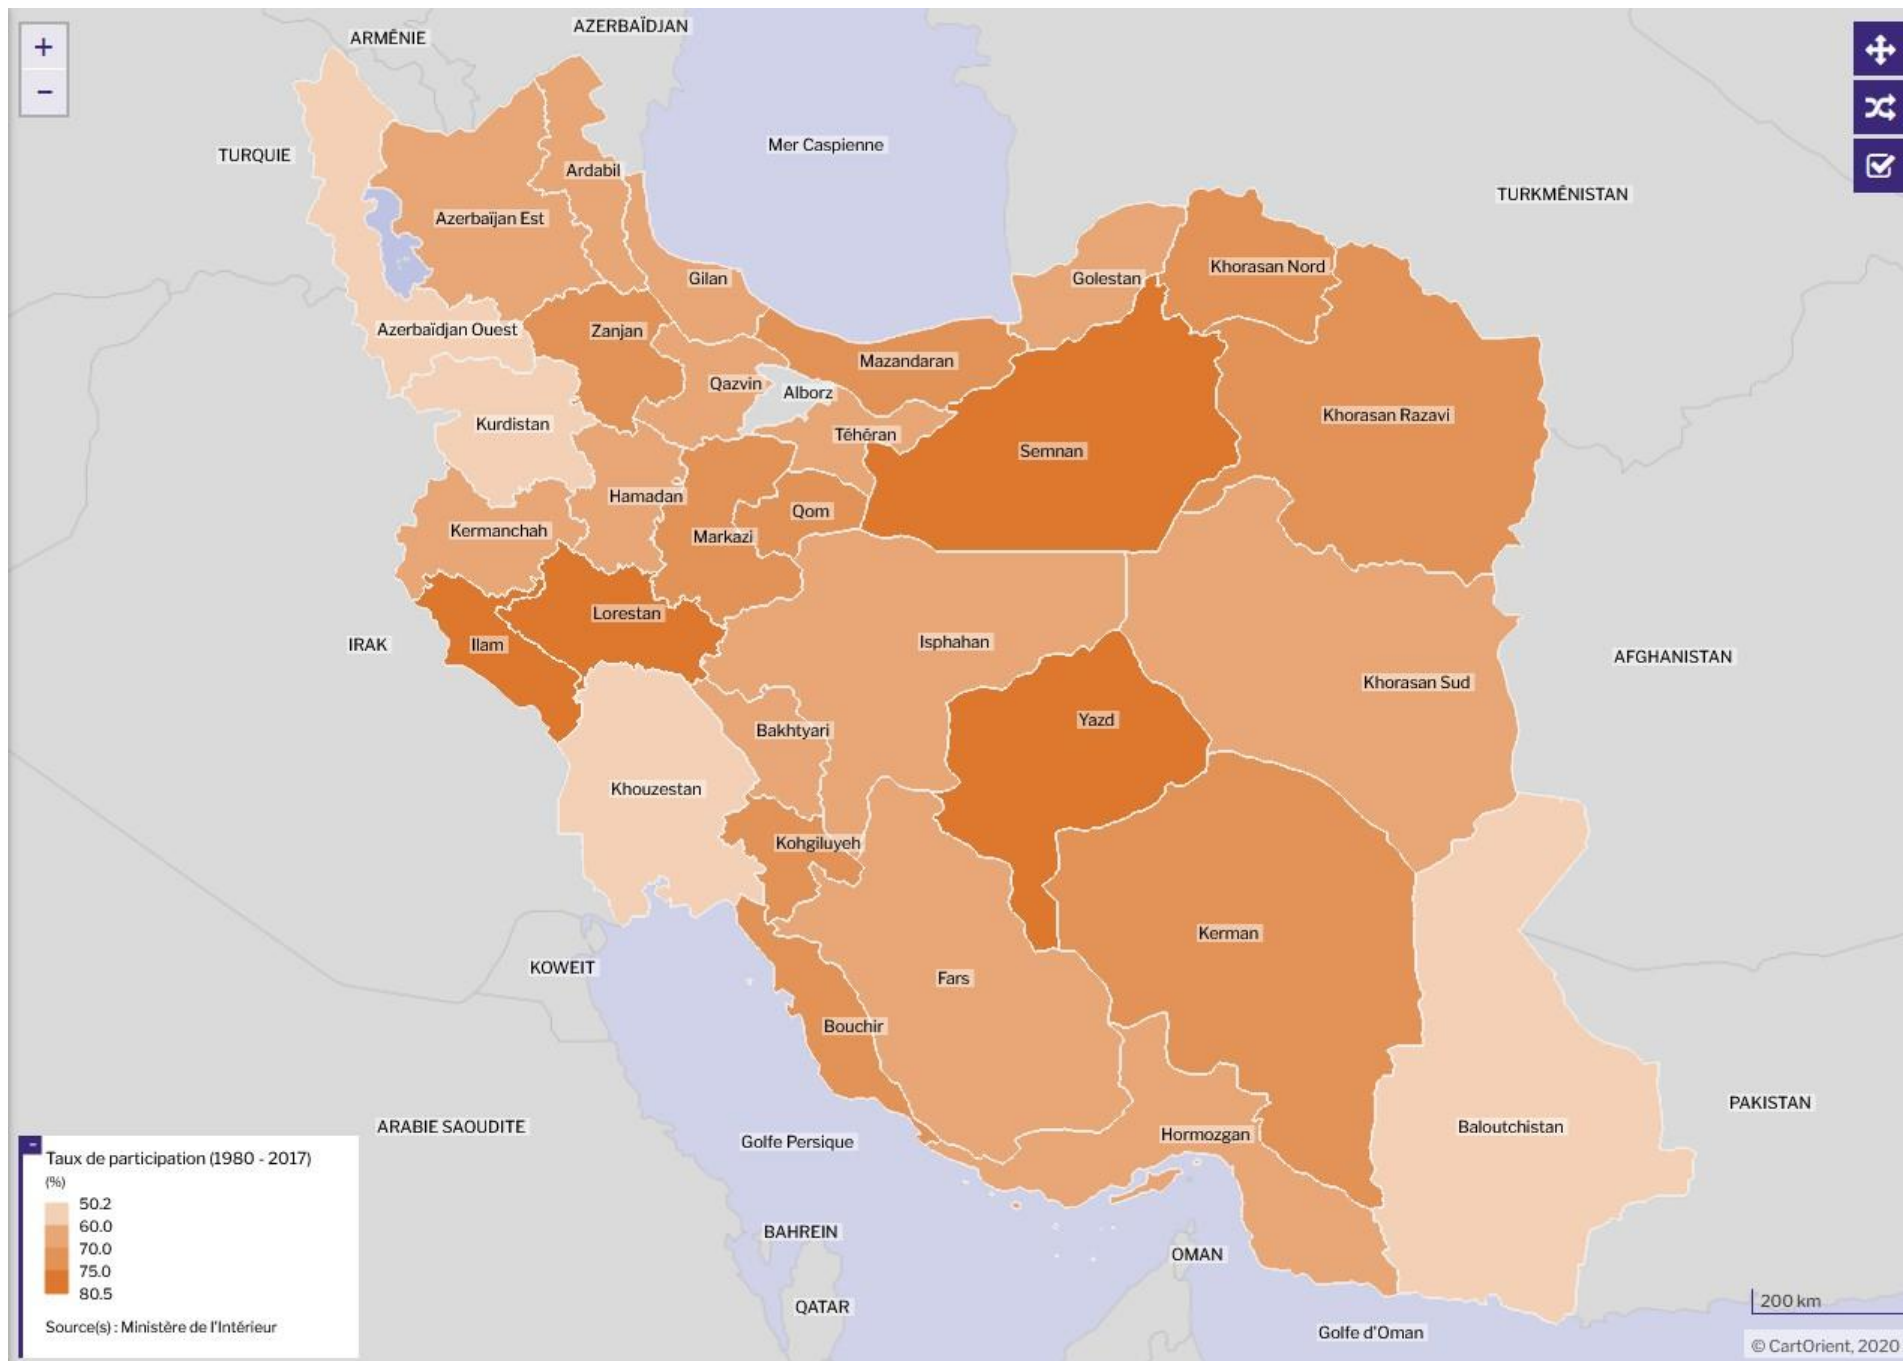 +
−
ARMÊNIE
AZERBAÏDJAN
TURQUIE
Mer Caspienne
TURKMÊNISTAN
Ardabil
Azerbaïjan Est
Gilan
Golestan
Khorasan Nord
Azerbaïdjan Ouest
Zanjan
Mazandaran
Qazvin
Alborz
Khorasan Razavi
Kurdistan
Téhéran
Semnan
Hamadan
Qom
Kermanchah
Markazi
Lorestan
Ilam
IRAK
Isphahan
AFGHANISTAN
Khorasan Sud
Yazd
Bakhtyari
Khouzestan
Kohgiluyeh
Kerman
KOWEIT
Fars
Bouchir
PAKISTAN
ARABIE SAOUDITE
Golfe Persique
Hormozgan
Baloutchistan
BAHREIN
OMAN
QATAR
Golfe d'Oman
−
Taux de participation (1980 - 2017)
(%)
50.2
60.0
70.0
75.0
80.5
Source(s) : Ministère de l'Intérieur
200 km
© CartOrient, 2020